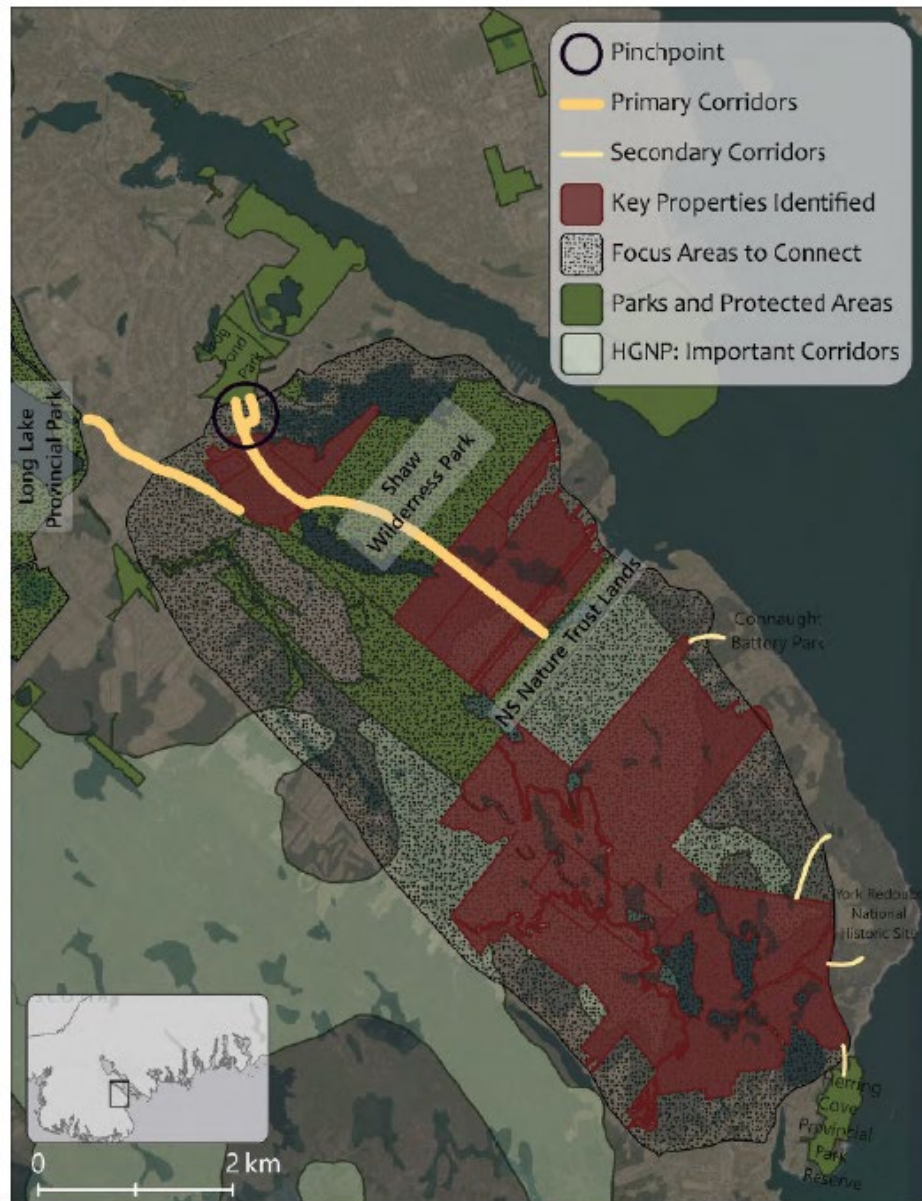 Pinchpoint
Primary Corridors
Secondary Corridors
Key Properties Identified
Focus Areas to Connect
Parks and Protected Areas
HGNP: Important Corridors
Park
Long Lake
Provincial Park
Shaw
Wilderness Park
NS Nature Trust Lands
Connaught
Battery Park
York Redoubt
National
Historic Site
Herring
Cove
Provincial
Park
Reserve
0 2 km